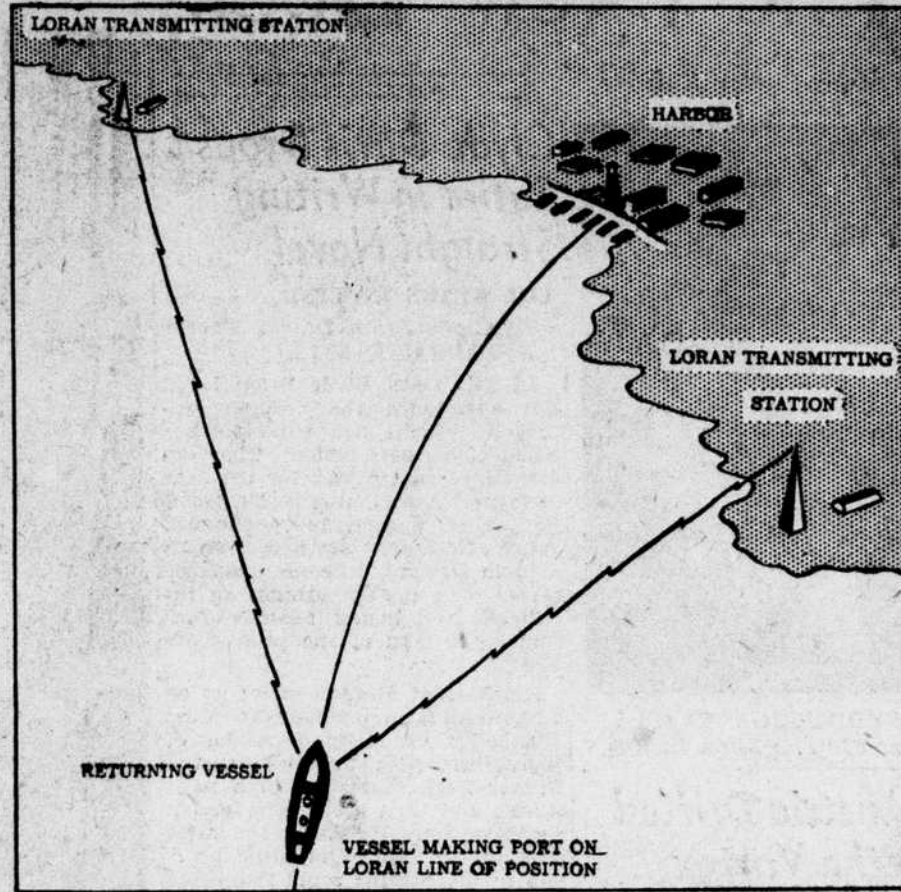 LORAN TRANSMITTING STATION
HARBOR
LORAN TRANSMITTING
STATION
RETURNING VESSEL
VESSEL MAKING PORT ON
LORAN LINE OF POSITION